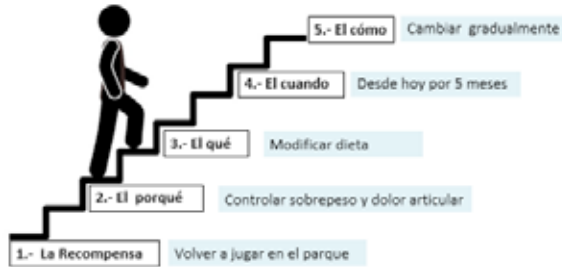 5.- El cómo Cambiar gradualmente
4.- El cuando Desde hoy por 5 meses
3.- El qué Modificar dieta
2.- El porqué Controlar sobrepeso y dolor articular
1.- La Recompensa Volver a jugar en el parque